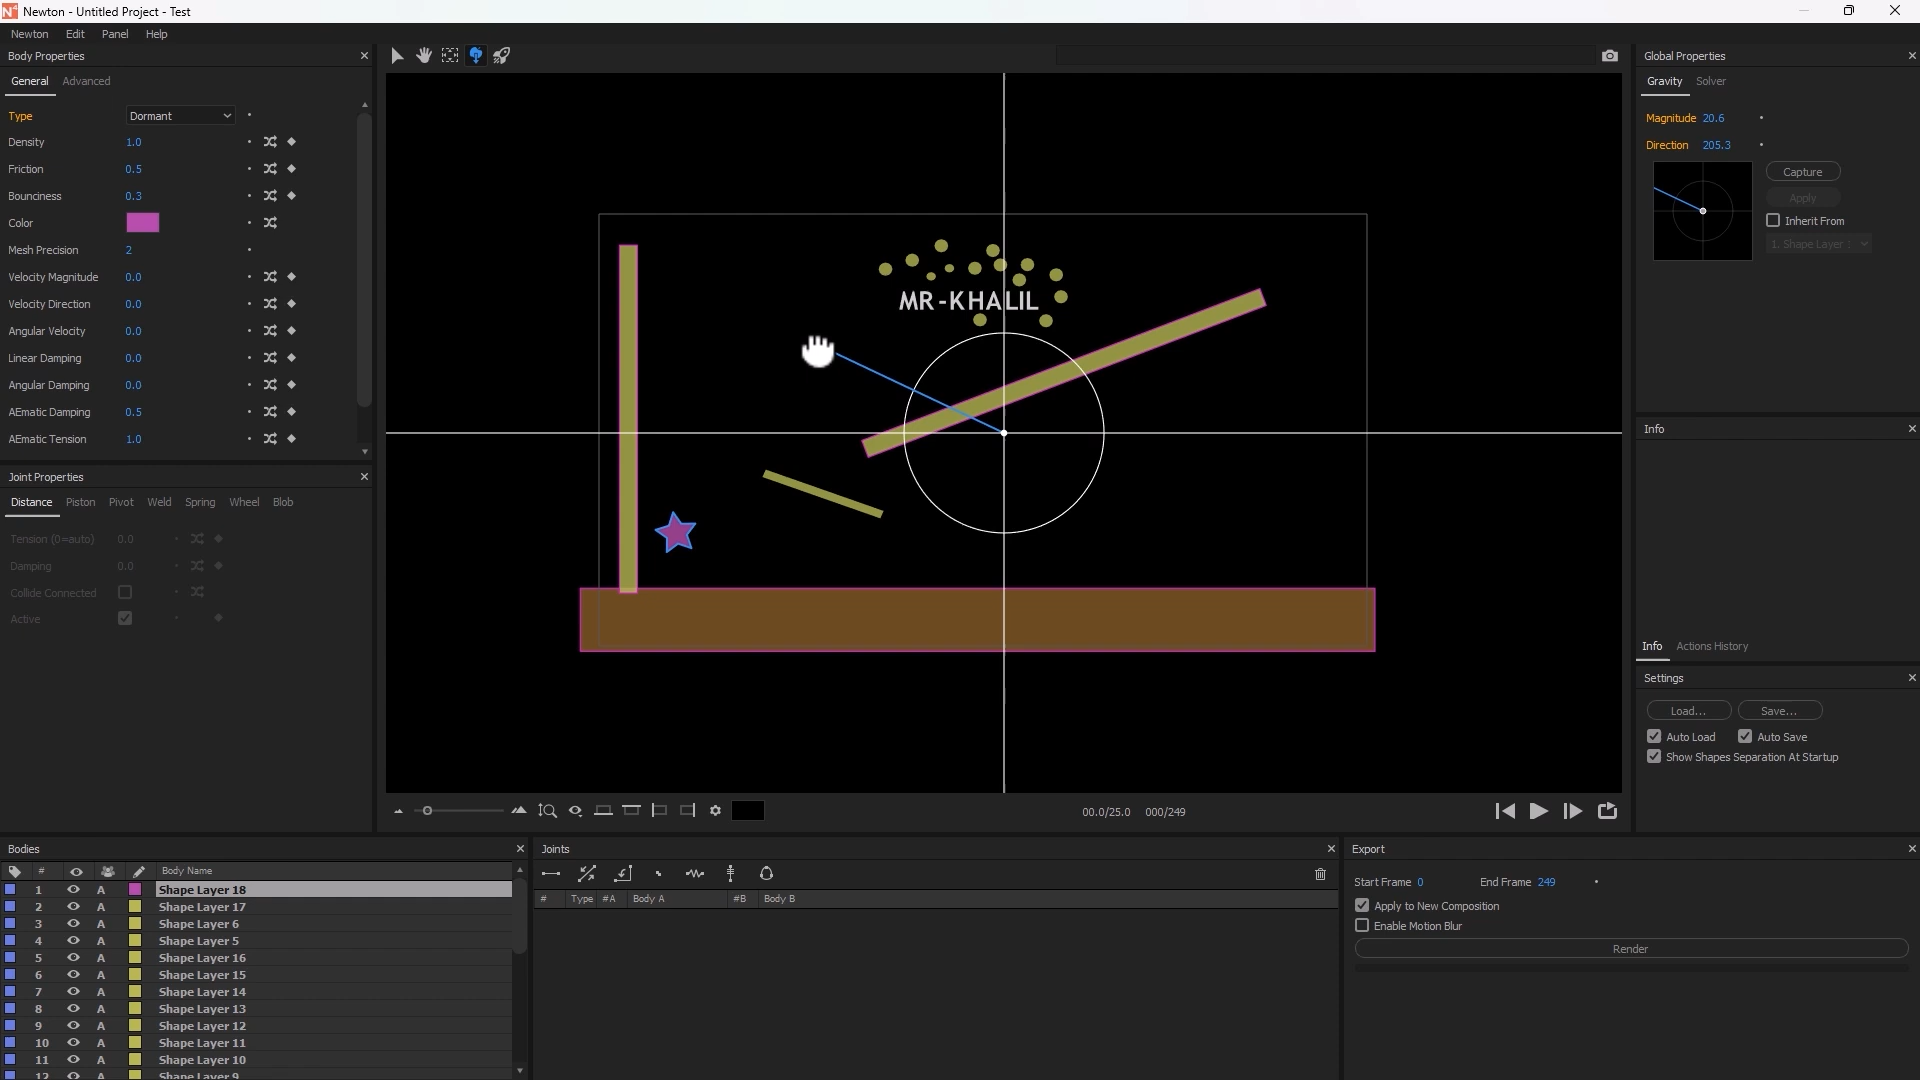 Newton - Untitled Project - Test
Newton Edit Panel Help
Body Properties
General Advanced
Type Dormant
Density 1.0
Friction 0.5
Bounciness 0.3
Color
Mesh Precision 2
Velocity Magnitude 0.0
Velocity Direction 0.0
Angular Velocity 0.0
Linear Damping 0.0
Angular Damping 0.0
AEmatic Damping 0.5
AEmatic Tension 1.0
Joint Properties
Distance Piston Pivot Weld Spring Wheel Blob
Tension (0=auto) 0.0
Damping 0.0
Collide Connected
Active
MR-KHALIL
00.0/25.0 000/249
Global Properties
Gravity Solver
Magnitude 20.6
Direction 205.3
Capture
Apply
Inherit From
1. Shape Layer :
Info
Info Actions History
Settings
Load... Save...
Auto Load Auto Save
Show Shapes Separation At Startup
Bodies
# Body Name
1 A Shape Layer 18
2 A Shape Layer 17
3 A Shape Layer 6
4 A Shape Layer 5
5 A Shape Layer 16
6 A Shape Layer 15
7 A Shape Layer 14
8 A Shape Layer 13
9 A Shape Layer 12
10 A Shape Layer 11
11 A Shape Layer 10
12 A Shape Layer 9
Joints
# Type #A Body A #B Body B
Export
Start Frame 0 End Frame 249
Apply to New Composition
Enable Motion Blur
Render